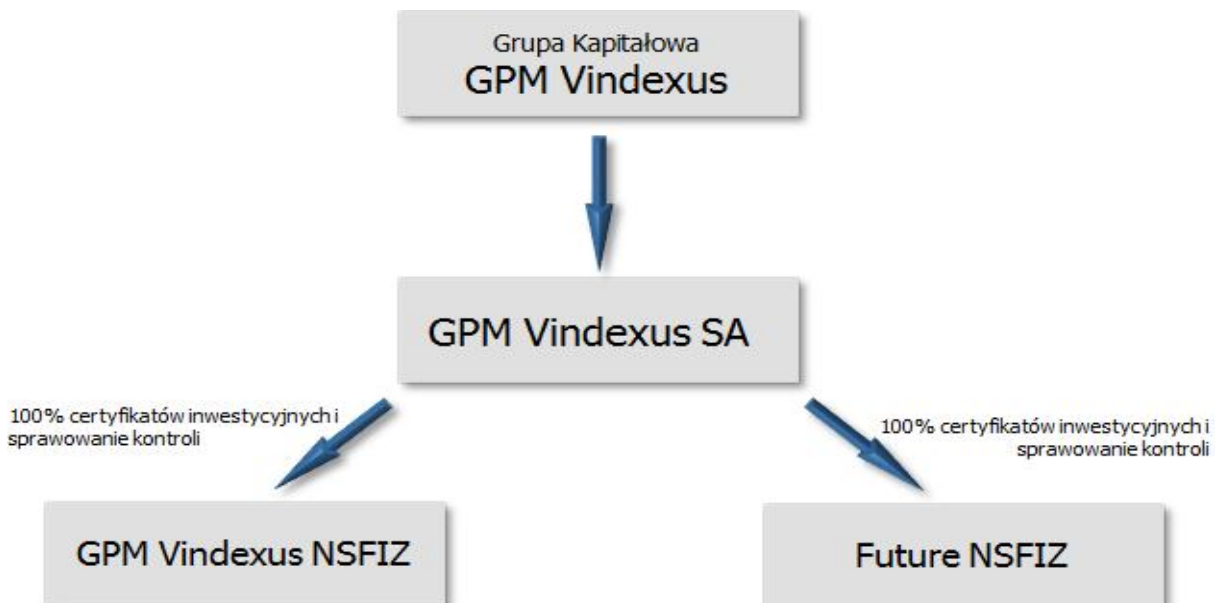 Grupa Kapitałowa
GPM Vindexus
GPM Vindexus SA
100% certyfikatów inwestycyjnych i
sprawowanie kontroli
100% certyfikatów inwestycyjnych i
sprawowanie kontroli
GPM Vindexus NSFIZ
Future NSFIZ